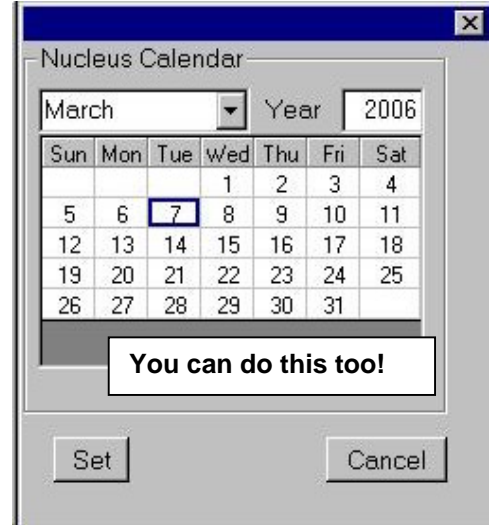 Nucleus Calendar
March Year 2006
Sun Mon Tue Wed Thu Fri Sat
1 2 3 4
5 6 7 8 9 10 11
12 13 14 15 16 17 18
19 20 21 22 23 24 25
26 27 28 29 30 31
You can do this too!
Set Cancel